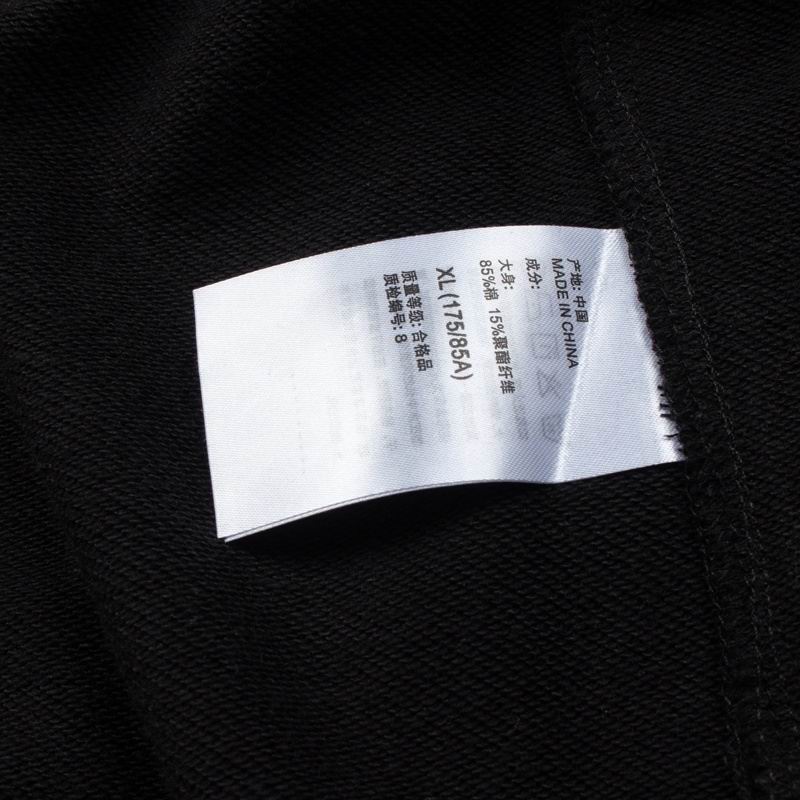 产地: 中国
MADE IN CHINA
成分:
大身:
85%棉 15%聚酯纤维
XL (175/85A)
质量等级: 合格品
质检编号: 8